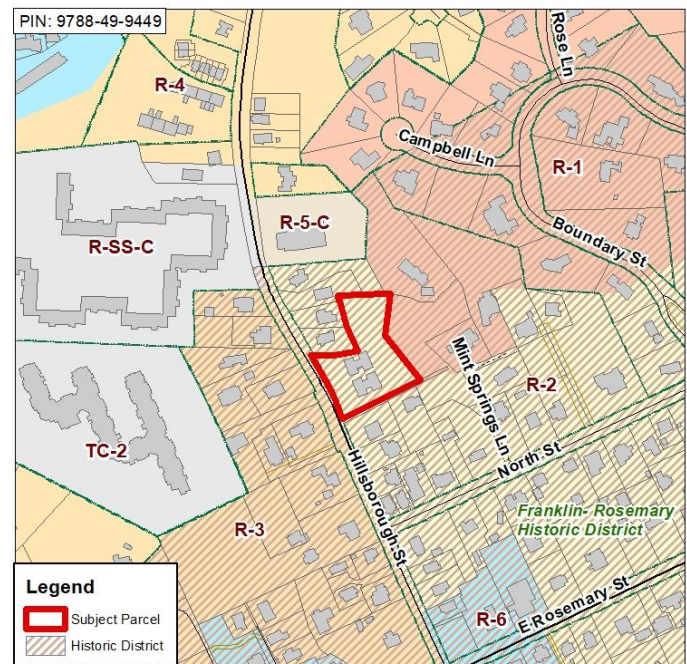 PIN: 9788-49-9449
R-4
Rose Ln
Campbell Ln
R-1
R-5-C
Boundary St
R-SS-C
Mint Springs Ln
R-2
TC-2
Hillsborough St
North St
R-3
Franklin- Rosemary
Historic District
R-6
E Rosemary St
Legend
Subject Parcel
Historic District